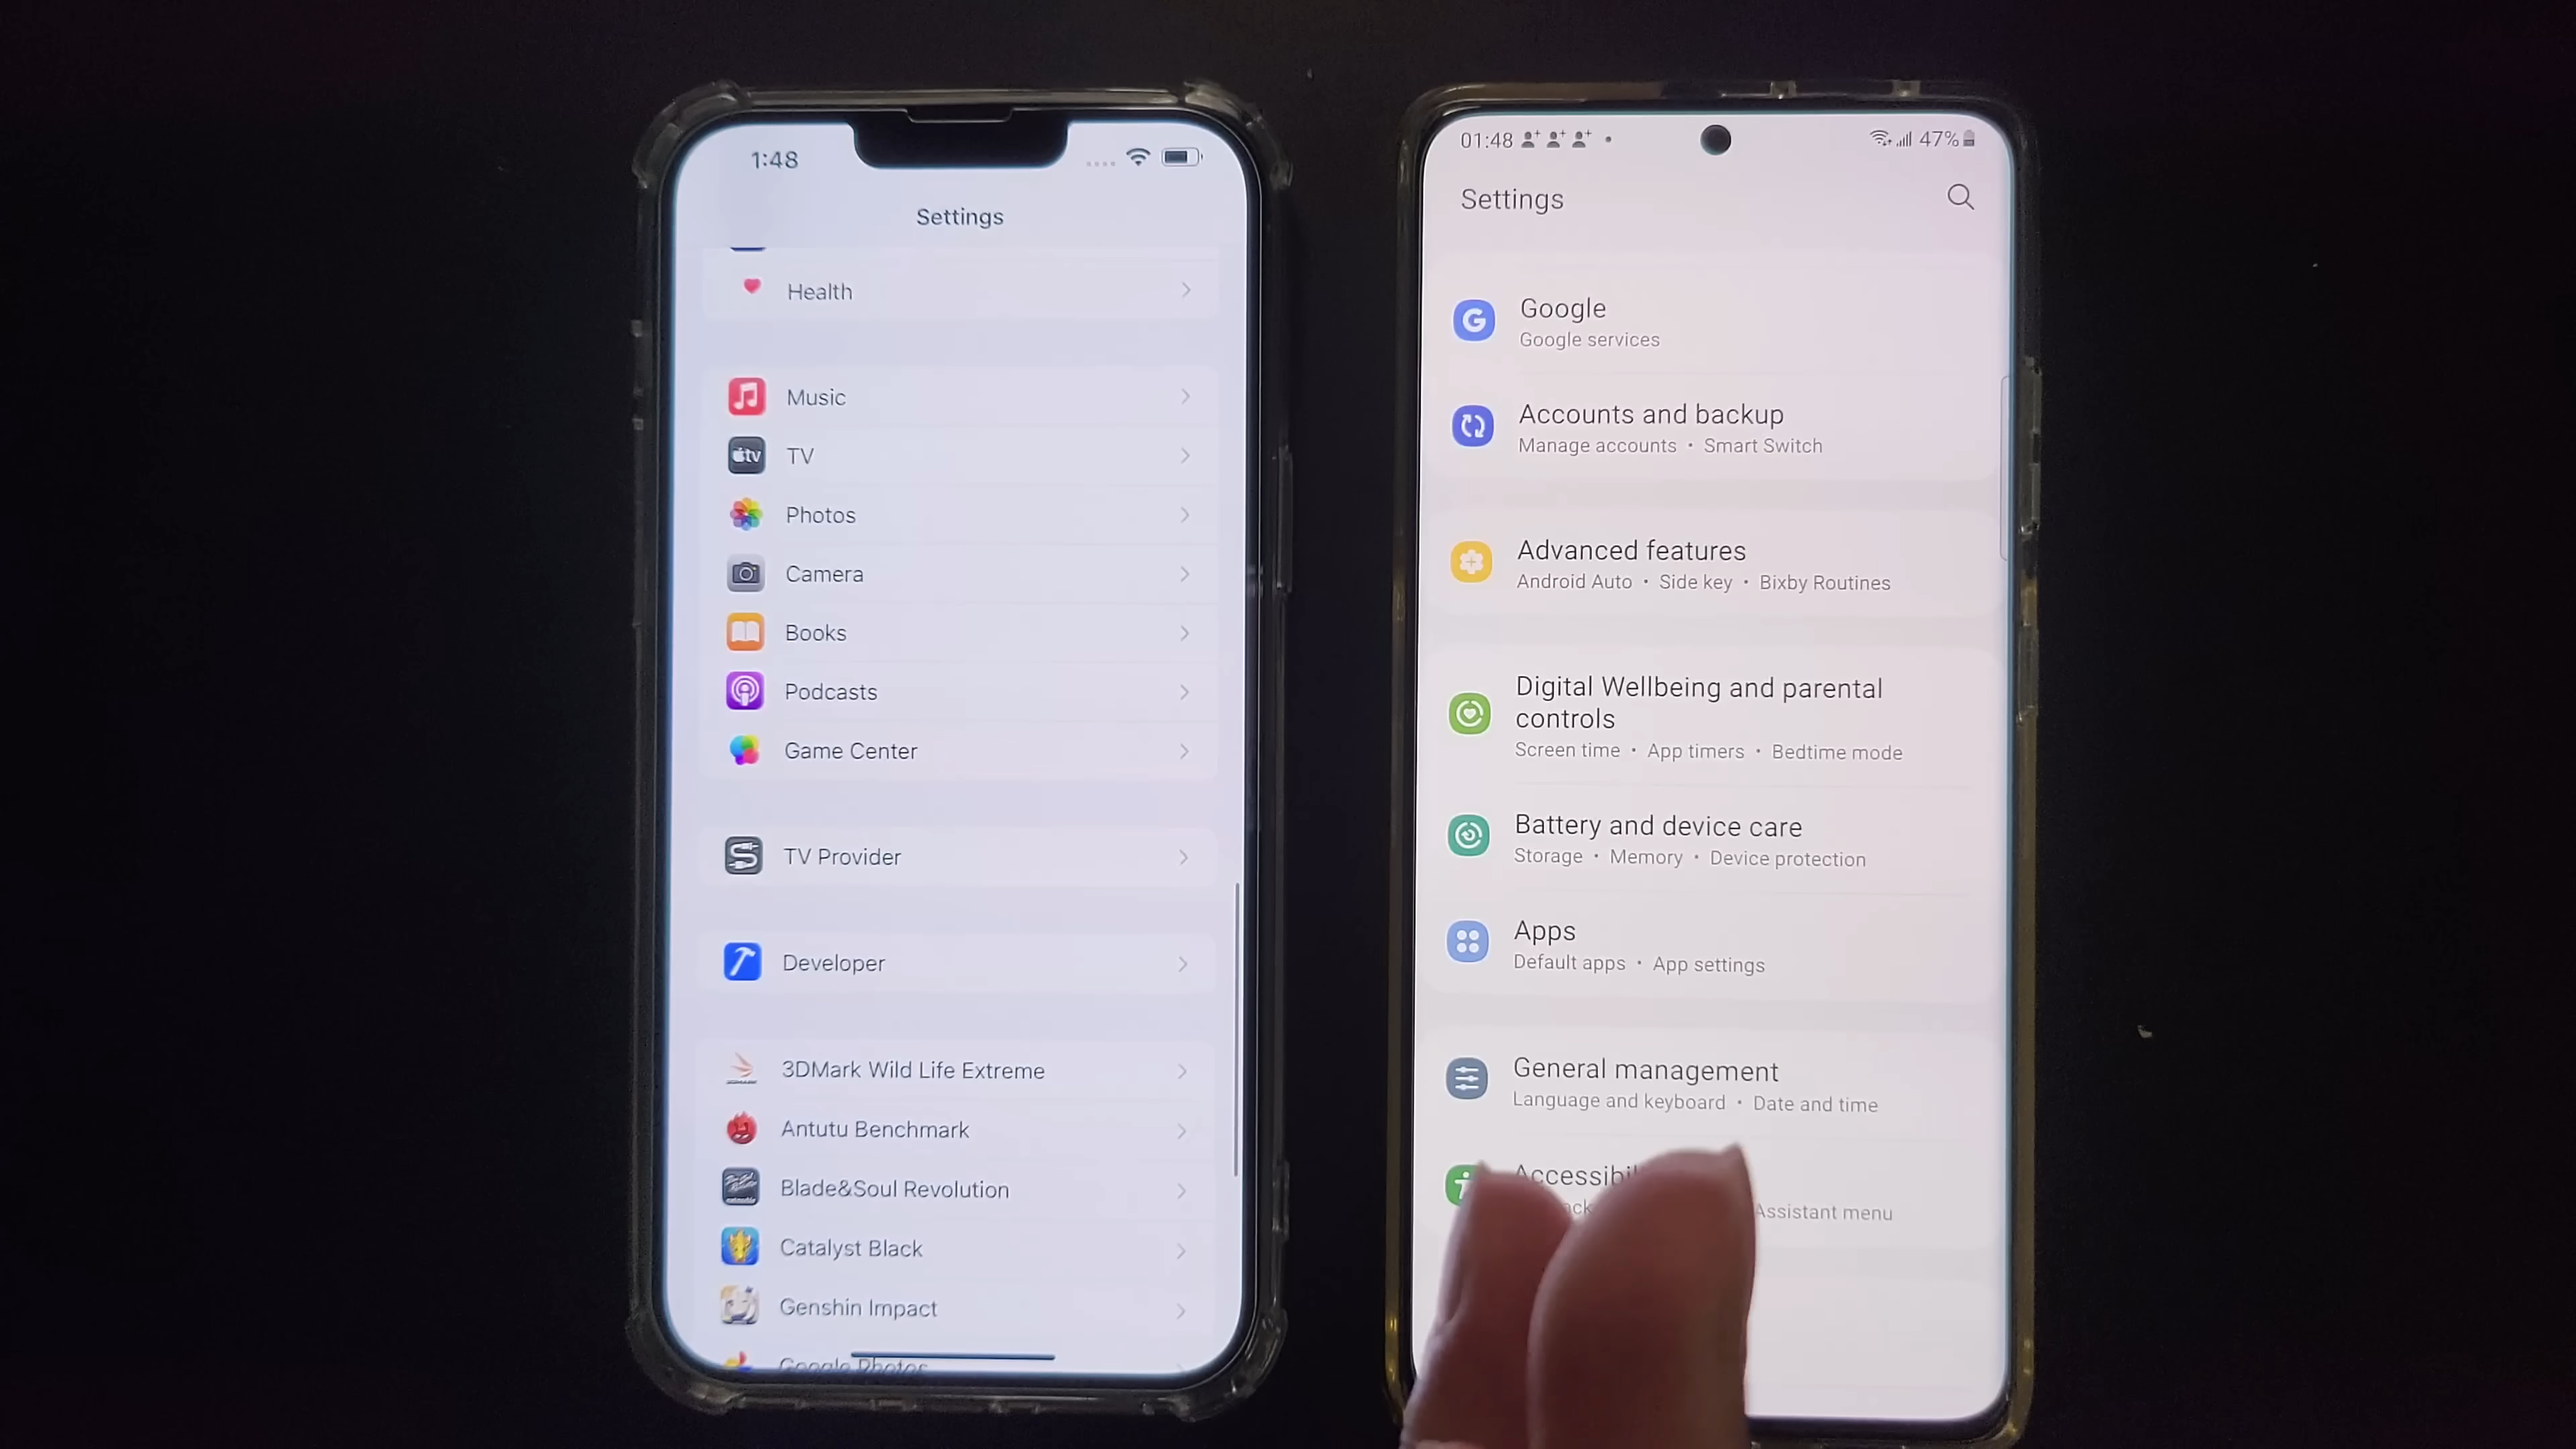 1:48
Settings
Health
Music
tv TV
Photos
Camera
Books
Podcasts
Game Center
TV Provider
Developer
3DMark Wild Life Extreme
Antutu Benchmark
Blade&Soul Revolution
Catalyst Black
Genshin Impact
Google Photos
01:48 47%
Settings
G Google
Google services
Accounts and backup
Manage accounts • Smart Switch
Advanced features
Android Auto • Side key • Bixby Routines
Digital Wellbeing and parental
controls
Screen time • App timers • Bedtime mode
Battery and device care
Storage • Memory • Device protection
Apps
Default apps • App settings
General management
Language and keyboard • Date and time
Assistant menu